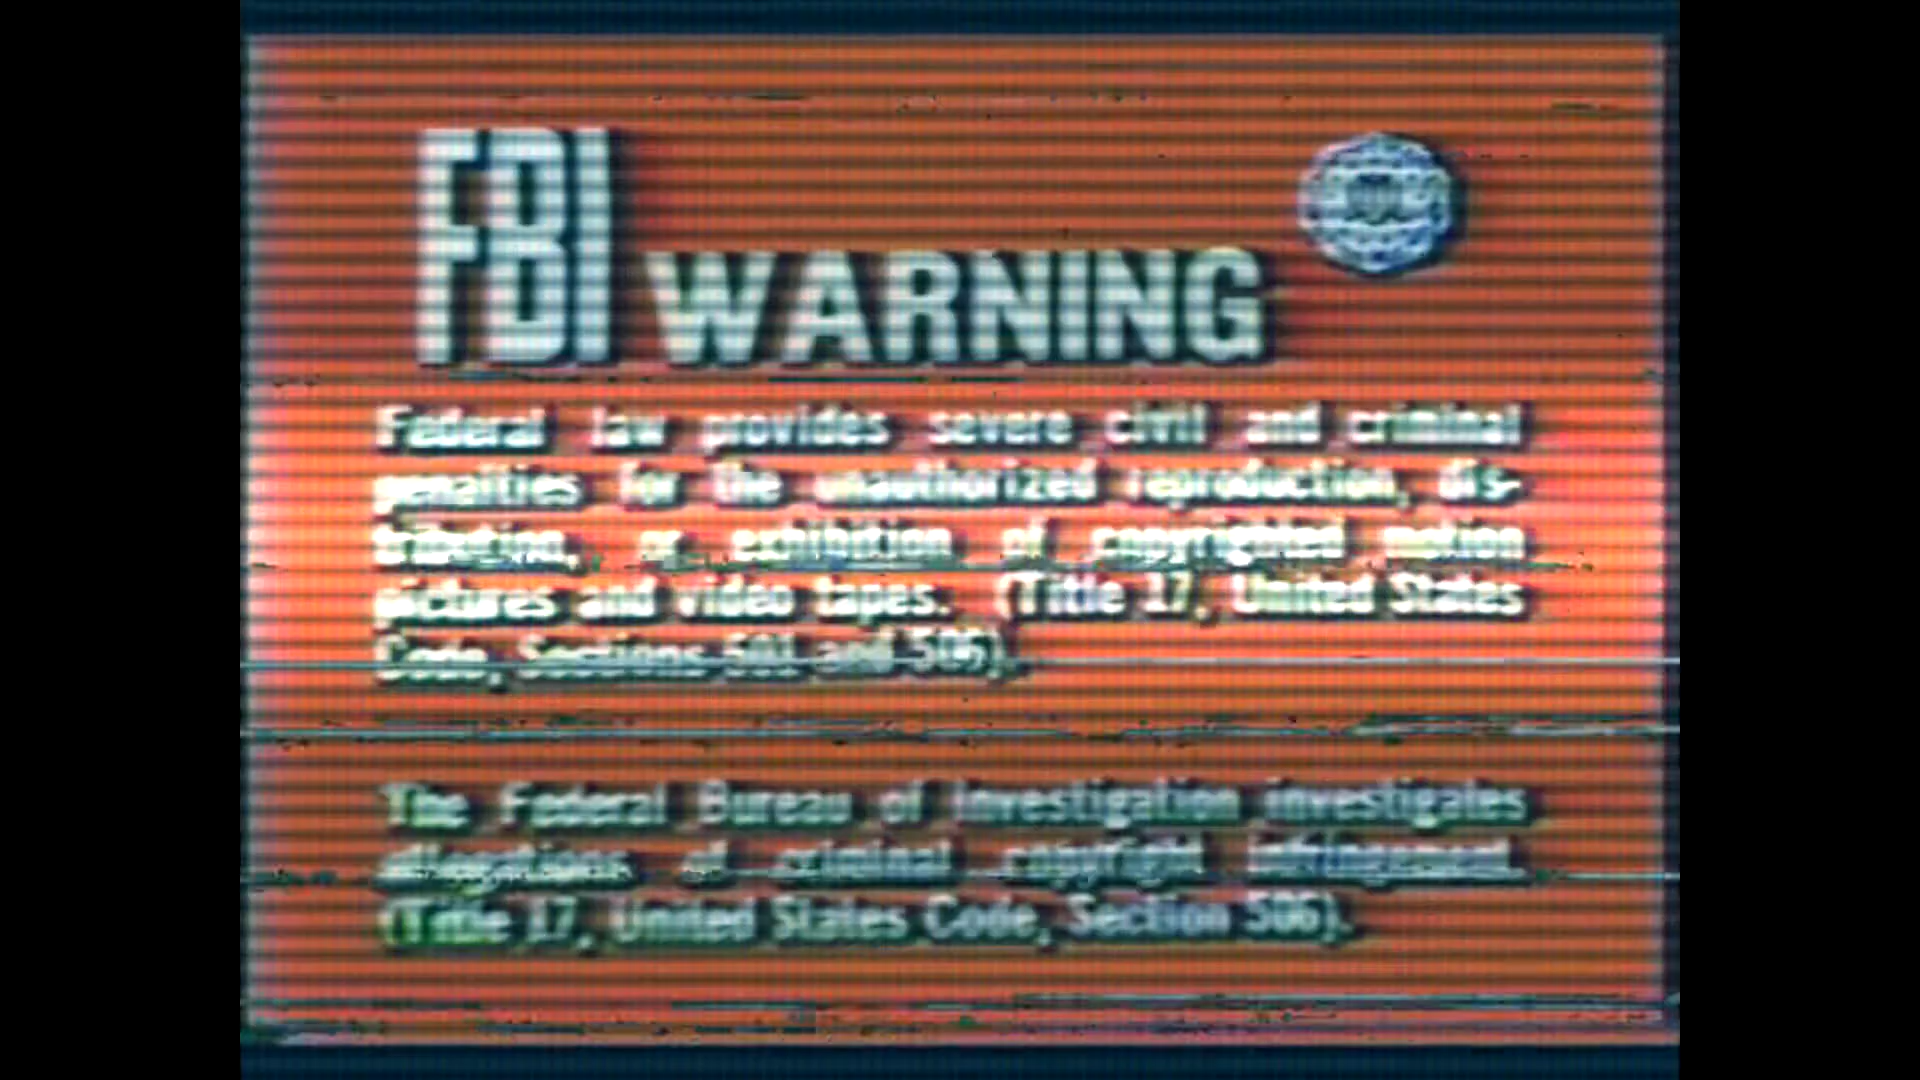 FBI WARNING
Federal law provides severe civil and criminal
penalties for the unauthorized reproduction, dis-
tribution, or exhibition of copyrighted motion
pictures and video tapes. (Title 17, United States
Code, Sections 501 and 506).
The Federal Bureau of Investigation investigates
allegations of criminal copyright infringement.
(Title 17, United States Code, Section 506).